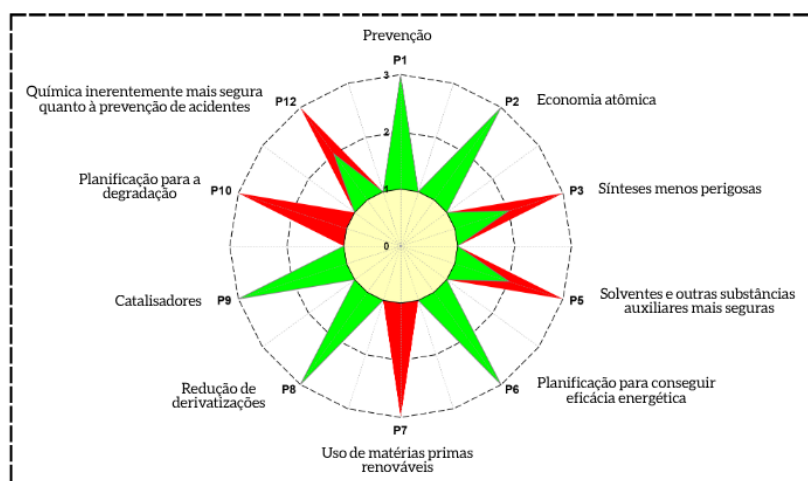 Prevenção
P1
3
Química inerentemente mais segura
quanto à prevenção de acidentes
P12
P2
Economia atômica
2
Planificação para a
degradação
P10
P3
Sínteses menos perigosas
1
0
Catalisadores
P9
P5
Solventes e outras substâncias
auxiliares mais seguras
Redução de
derivatizações
P8
P6
Planificação para conseguir
eficácia energética
P7
Uso de matérias primas
renováveis